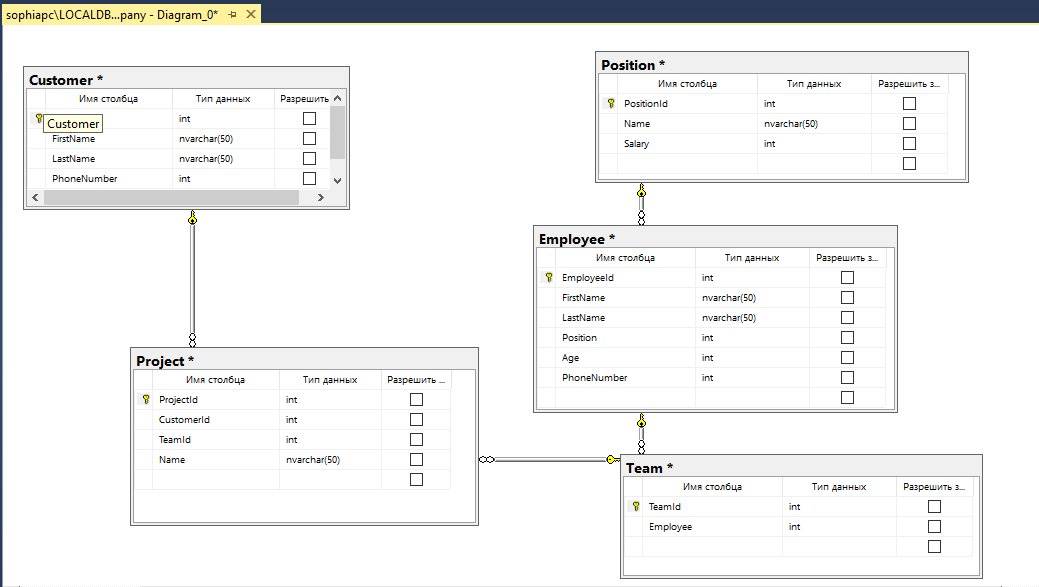 sophiapc\LOCALDB...pany - Diagram_0*
Customer *
Имя столбца Тип данных Разрешить
int
Customer
FirstName nvarchar(50)
LastName nvarchar(50)
PhoneNumber int
Position *
Имя столбца Тип данных Разрешить з...
PositionId int
Name nvarchar(50)
Salary int
Employee *
Имя столбца Тип данных Разрешить з...
EmployeeId int
FirstName nvarchar(50)
LastName nvarchar(50)
Position int
Age int
PhoneNumber int
Project *
Имя столбца Тип данных Разрешить ...
ProjectId int
CustomerId int
TeamId int
Name nvarchar(50)
Team *
Имя столбца Тип данных Разрешить з...
TeamId int
Employee int